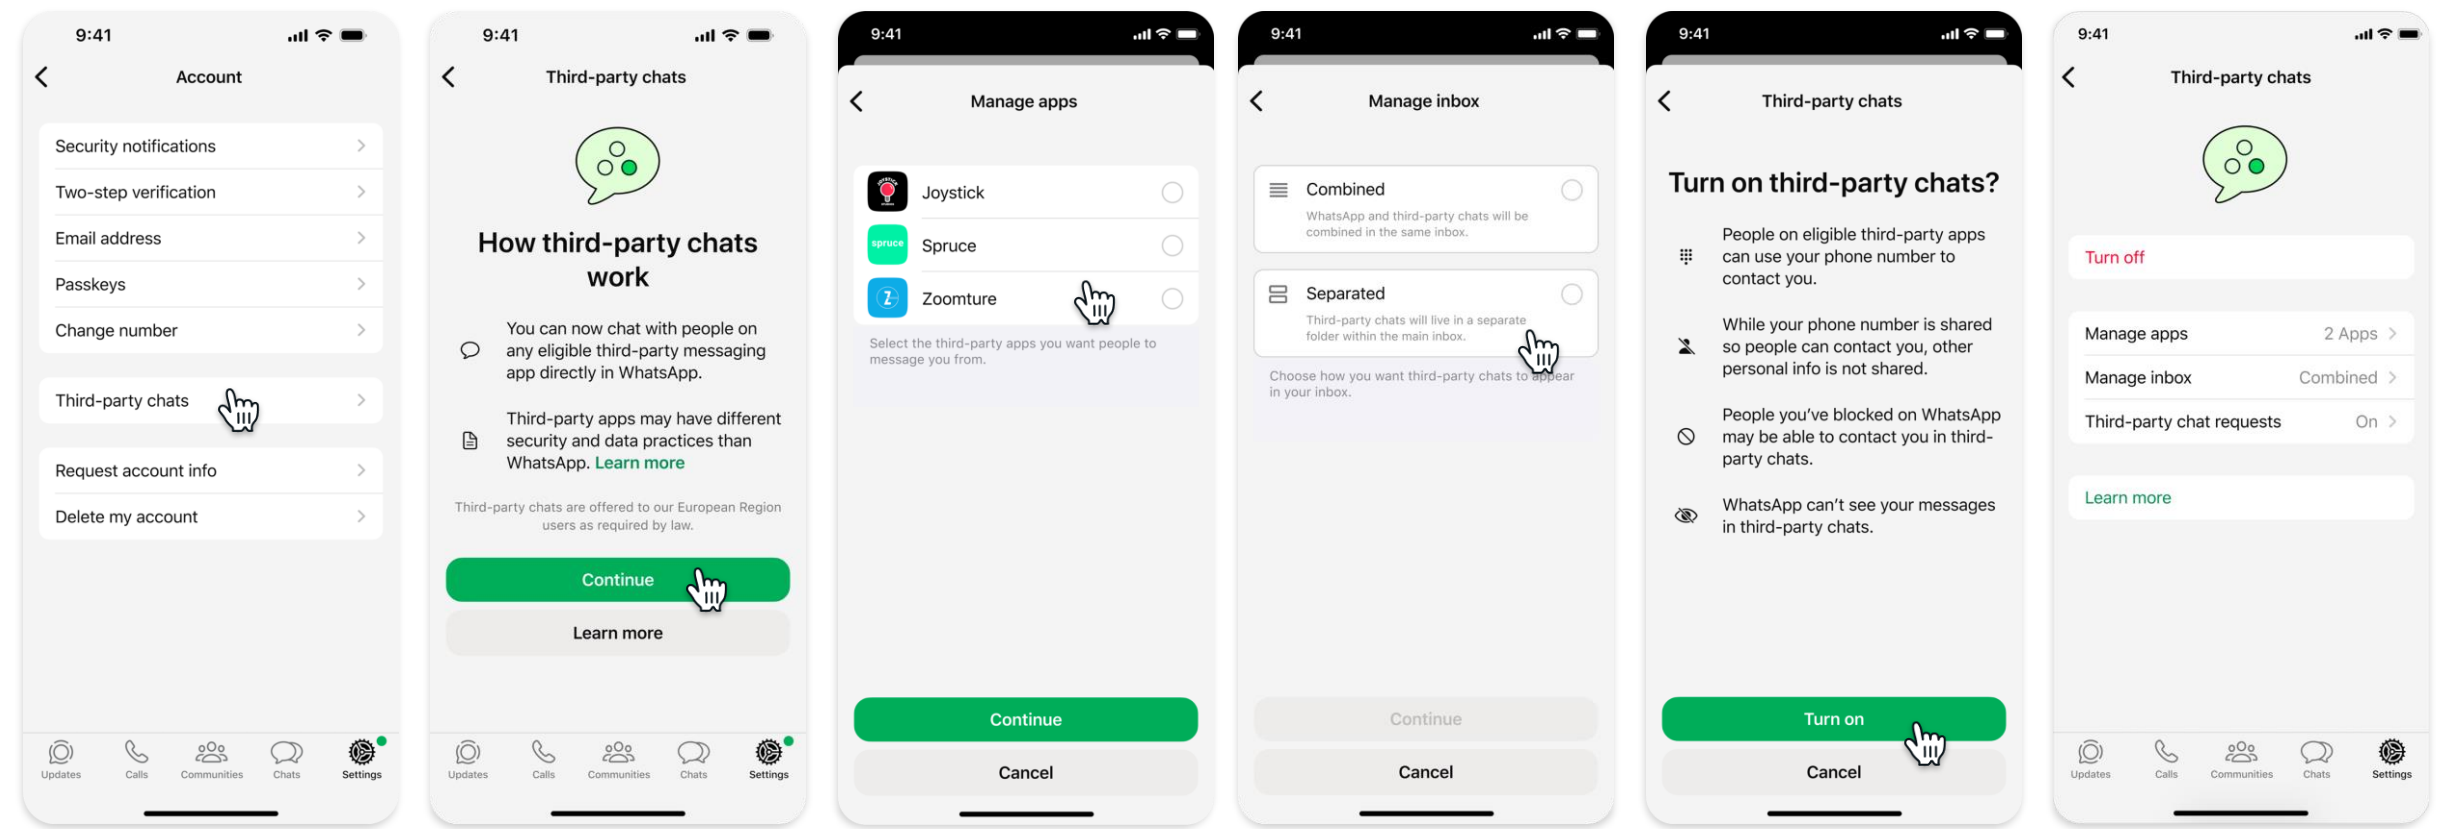 9:41
Account
Security notifications
Two-step verification
Email address
Passkeys
Change number
Third-party chats
Request account info
Delete my account
Updates
Calls
Communities
Chats
Settings
9:41
Third-party chats
How third-party chats
work
You can now chat with people on
any eligible third-party messaging
app directly in WhatsApp.
Third-party apps may have different
security and data practices than
WhatsApp. Learn more
Third-party chats are offered to our European Region
users as required by law.
Continue
Learn more
Updates
Calls
Communities
Chats
Settings
9:41
Manage apps
Joystick
spruce
Spruce
Z
Zoomture
Select the third-party apps you want people to
message you from.
Continue
Cancel
9:41
Manage inbox
Combined
WhatsApp and third-party chats will be
combined in the same inbox.
Separated
Third-party chats will live in a separate
folder within the main inbox.
Choose how you want third-party chats to appear
in your inbox.
Continue
Cancel
9:41
Third-party chats
Turn on third-party chats?
People on eligible third-party apps
can use your phone number to
contact you.
While your phone number is shared
so people can contact you, other
personal info is not shared.
People you've blocked on WhatsApp
may be able to contact you in third-
party chats.
WhatsApp can't see your messages
in third-party chats.
Turn on
Cancel
9:41
Third-party chats
Turn off
Manage apps 2 Apps
Manage inbox Combined
Third-party chat requests On
Learn more
Updates
Calls
Communities
Chats
Settings